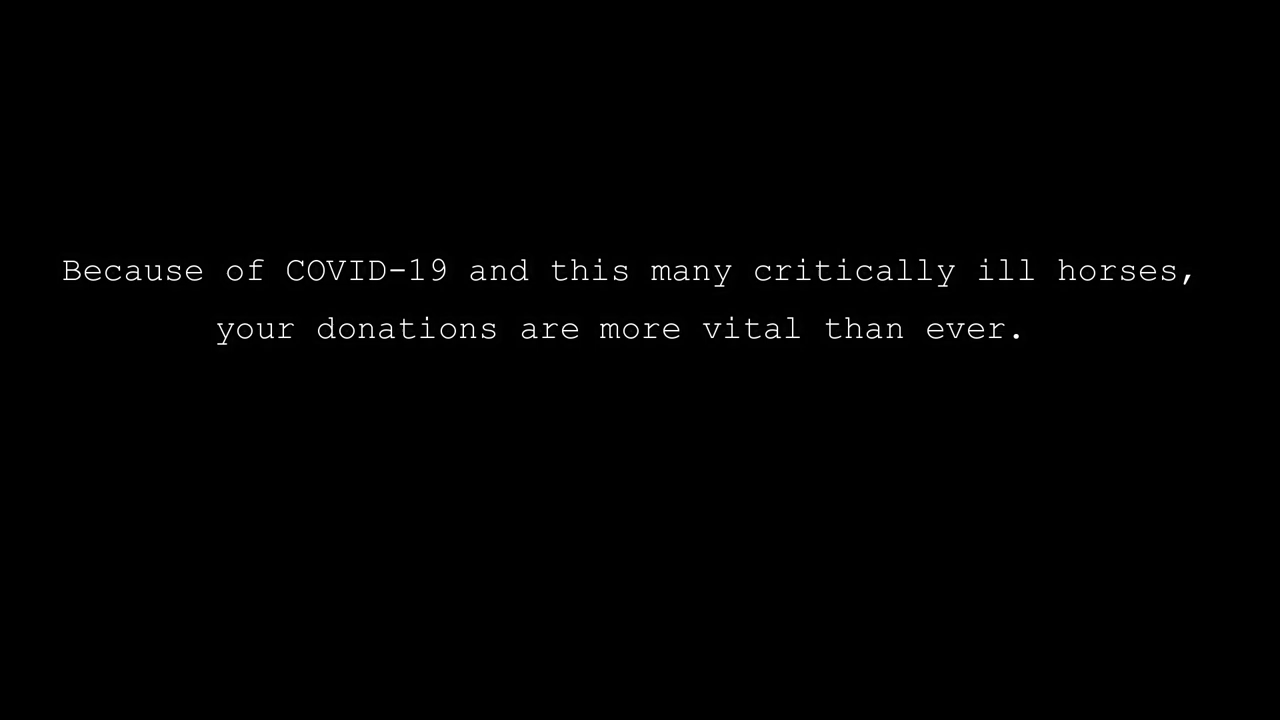 Because of COVID-19 and this many critically ill horses,
your donations are more vital than ever.